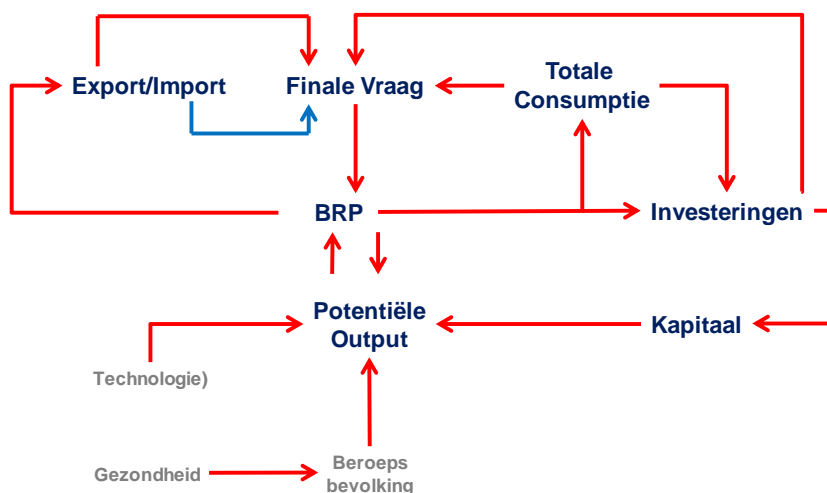 Export/Import
Finale Vraag
Totale
Consumptie
BRP
Investeringen
Potentiële
Output
Kapitaal
Technologie)
Gezondheid
Beroeps
bevolking